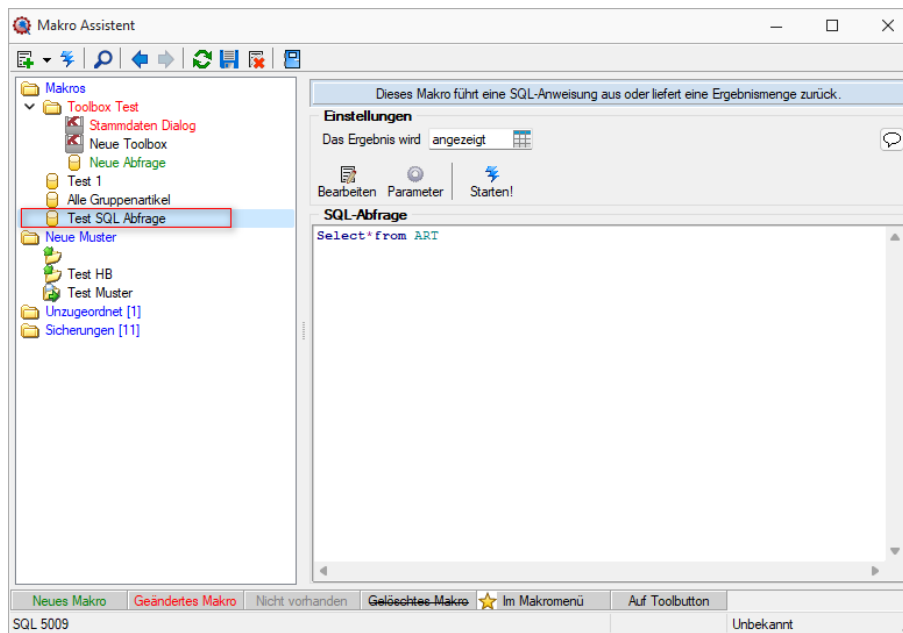 Makro Assistent
Makros
Toolbox Test
Stammdaten Dialog
Neue Toolbox
Neue Abfrage
Test 1
Alle Gruppenartikel
Test SQL Abfrage
Neue Muster
Test HB
Test Muster
Unzugeordnet [1]
Sicherungen [11]
Dieses Makro führt eine SQL-Anweisung aus oder liefert eine Ergebnismenge zurück.
Einstellungen
Das Ergebnis wird angezeigt
Bearbeiten Parameter Starten!
SQL-Abfrage
Select*from ART
Neues Makro Geändertes Makro Nicht vorhanden Gelöschtes Makro Im Makromenü Auf Toolbutton
SQL 5009 Unbekannt